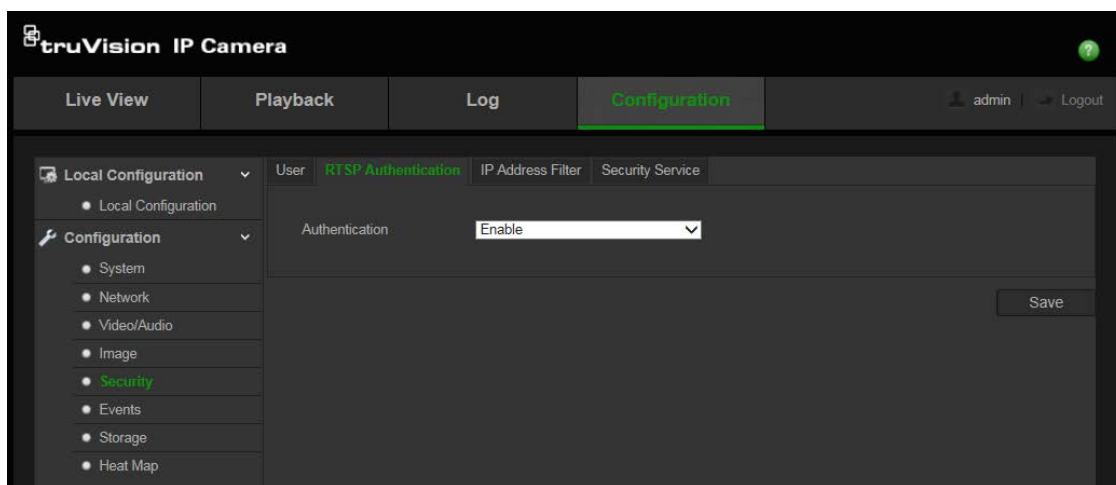 truVision IP Camera
?
Live View Playback Log Configuration admin | Logout
Local Configuration
Local Configuration
Configuration
System
Network
Video/Audio
Image
Security
Events
Storage
Heat Map
User RTSP Authentication IP Address Filter Security Service
Authentication Enable
Save